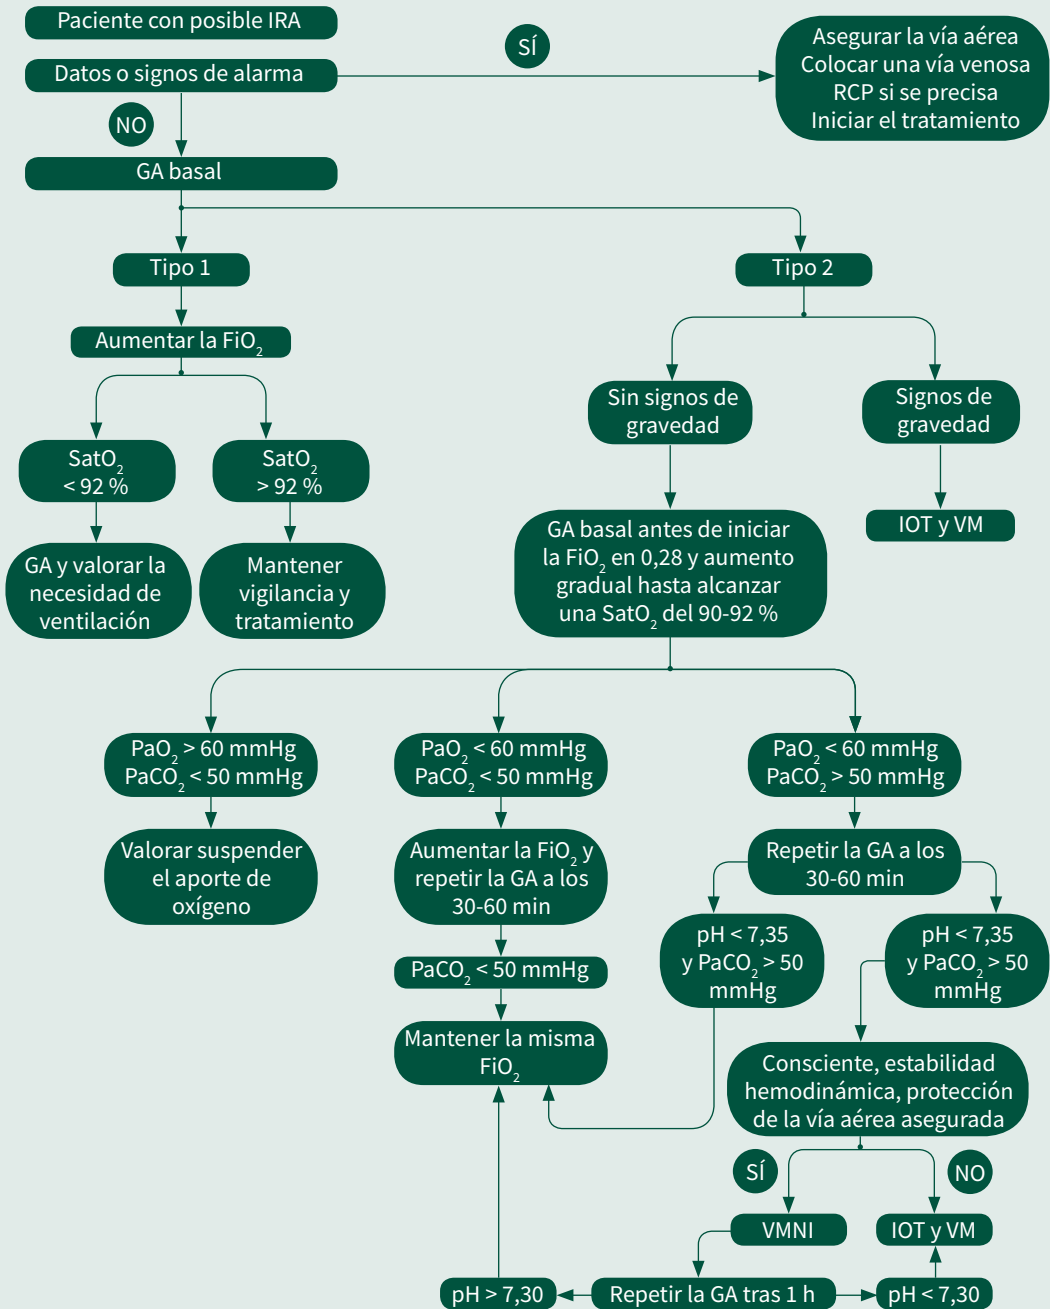 Paciente con posible IRA
SÍ
Datos o signos de alarma
Asegurar la vía aérea
Colocar una vía venosa
RCP si se precisa
Iniciar el tratamiento
NO
GA basal
Tipo 1
Tipo 2
Aumentar la FiO₂
Sin signos de
gravedad
Signos de
gravedad
SatO₂
< 92 %
SatO₂
> 92 %
GA basal antes de iniciar
la FiO₂ en 0,28 y aumento
gradual hasta alcanzar
una SatO₂ del 90-92 %
IOT y VM
GA y valorar la
necesidad de
ventilación
Mantener
vigilancia y
tratamiento
PaO₂ > 60 mmHg
PaCO₂ < 50 mmHg
PaO₂ < 60 mmHg
PaCO₂ < 50 mmHg
PaO₂ < 60 mmHg
PaCO₂ > 50 mmHg
Valorar suspender
el aporte de
oxígeno
Aumentar la FiO₂ y
repetir la GA a los
30-60 min
Repetir la GA a los
30-60 min
PaCO₂ < 50 mmHg
pH < 7,35
y PaCO₂ > 50
mmHg
pH < 7,35
y PaCO₂ > 50
mmHg
Mantener la misma
FiO₂
Consciente, estabilidad
hemodinámica, protección
de la vía aérea asegurada
SÍ
NO
VMNI
IOT y VM
pH > 7,30
Repetir la GA tras 1 h
pH < 7,30